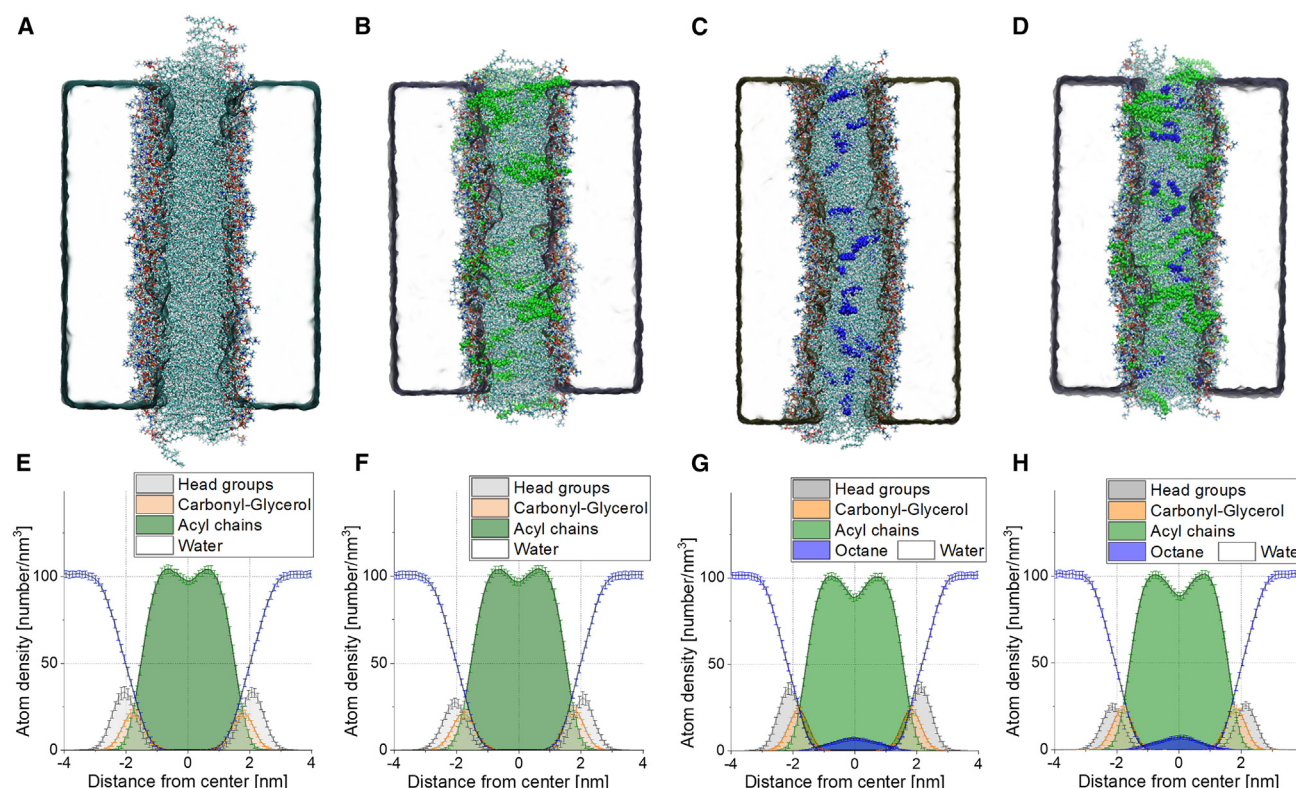 A
B
C
D
E
Head groups
Carbonyl-Glycerol
Acyl chains
Water
Atom density [number/nm³]
100
50
0
-4 -2 0 2 4
Distance from center [nm]
F
Head groups
Carbonyl-Glycerol
Acyl chains
Water
Atom density [number/nm³]
100
50
0
-4 -2 0 2 4
Distance from center [nm]
G
Head groups
Carbonyl-Glycerol
Acyl chains
Octane Water
Atom density [number/nm³]
100
50
0
-4 -2 0 2 4
Distance from center [nm]
H
Head groups
Carbonyl-Glycerol
Acyl chains
Octane Wate
Atom density [number/nm³]
100
50
0
-4 -2 0 2
Distance from center [nm]